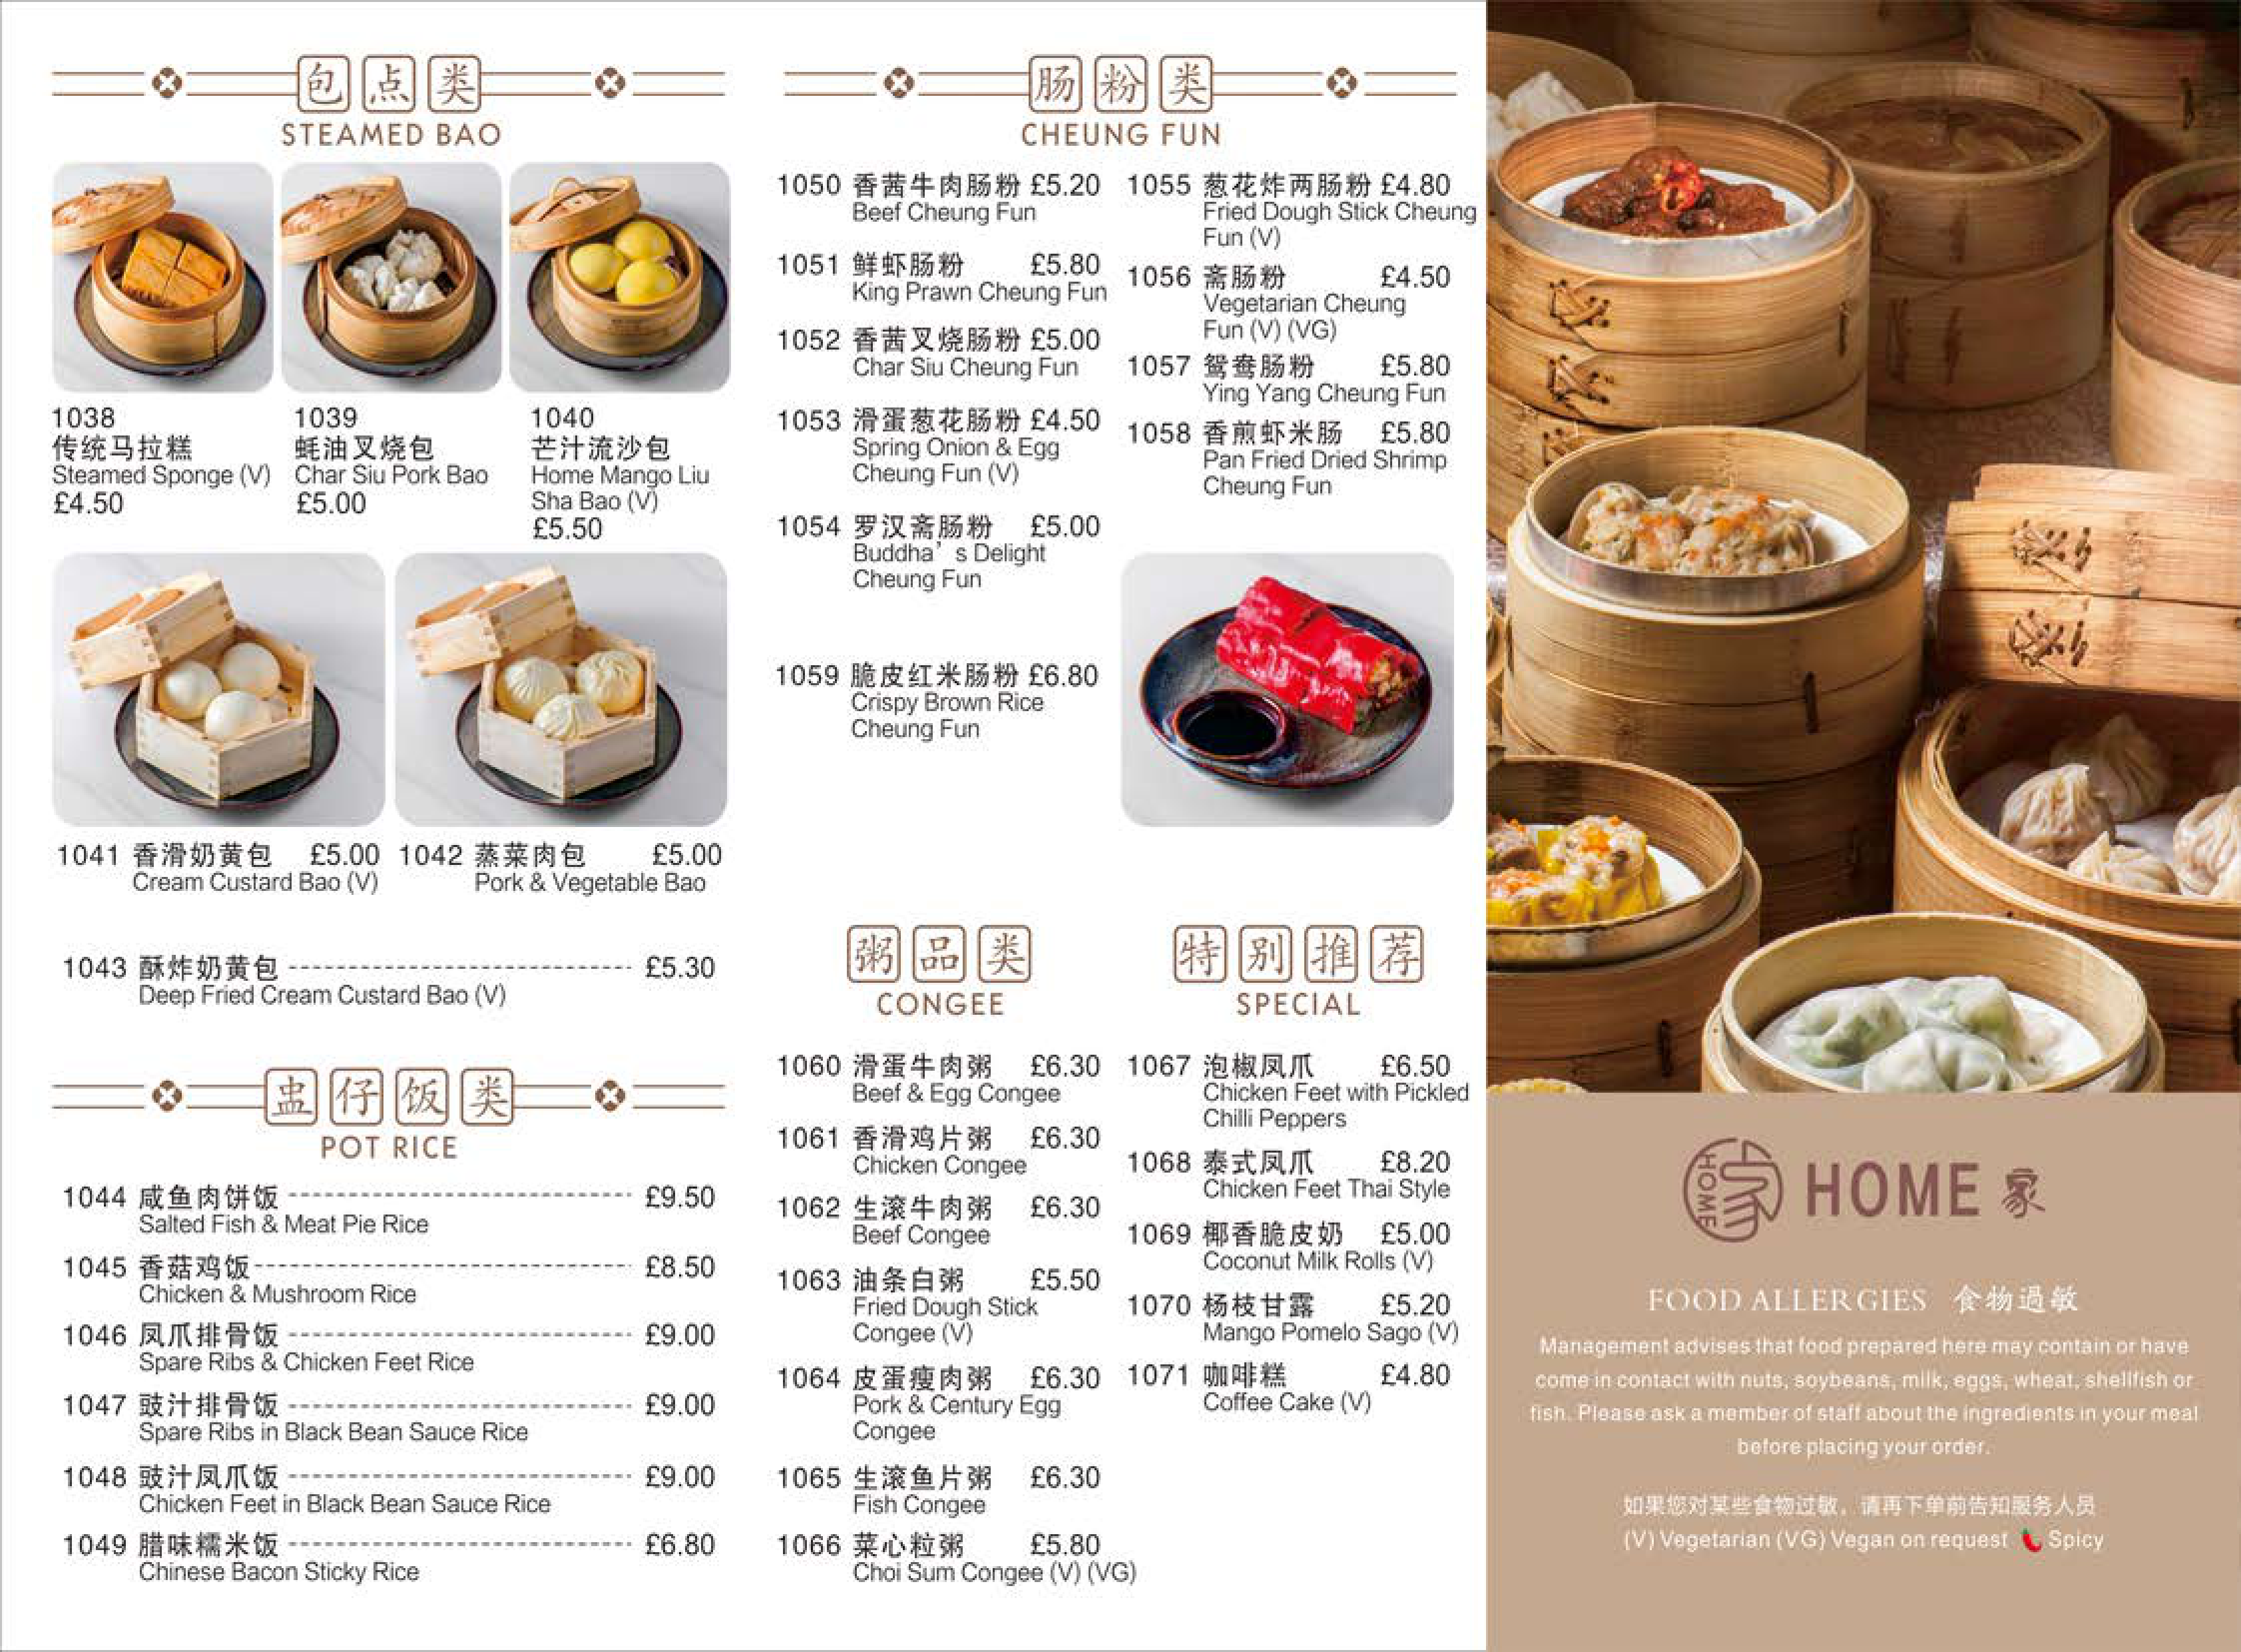 包点类
STEAMED BAO
1038
传统马拉糕
Steamed Sponge (V)
£4.50
1039
蚝油叉烧包
Char Siu Pork Bao
£5.00
1040
芒汁流沙包
Home Mango Liu
Sha Bao (V)
£5.50
1041 香滑奶黄包 £5.00
Cream Custard Bao (V)
1042 蒸菜肉包 £5.00
Pork & Vegetable Bao
1043 酥炸奶黄包 £5.30
Deep Fried Cream Custard Bao (V)
盅仔饭类
POT RICE
1044 咸鱼肉饼饭 £9.50
Salted Fish & Meat Pie Rice
1045 香菇鸡饭 £8.50
Chicken & Mushroom Rice
1046 凤爪排骨饭 £9.00
Spare Ribs & Chicken Feet Rice
1047 豉汁排骨饭 £9.00
Spare Ribs in Black Bean Sauce Rice
1048 豉汁凤爪饭 £9.00
Chicken Feet in Black Bean Sauce Rice
1049 腊味糯米饭 £6.80
Chinese Bacon Sticky Rice
肠粉类
CHEUNG FUN
1050 香茜牛肉肠粉 £5.20
Beef Cheung Fun
1051 鲜虾肠粉 £5.80
King Prawn Cheung Fun
1052 香茜叉烧肠粉 £5.00
Char Siu Cheung Fun
1053 滑蛋葱花肠粉 £4.50
Spring Onion & Egg
Cheung Fun (V)
1054 罗汉斋肠粉 £5.00
Buddha’s Delight
Cheung Fun
1059 脆皮红米肠粉 £6.80
Crispy Brown Rice
Cheung Fun
1055 葱花炸两肠粉 £4.80
Fried Dough Stick Cheung
Fun (V)
1056 斋肠粉 £4.50
Vegetarian Cheung
Fun (V) (VG)
1057 鸳鸯肠粉 £5.80
Ying Yang Cheung Fun
1058 香煎虾米肠 £5.80
Pan Fried Dried Shrimp
Cheung Fun
粥品类
CONGEE
1060 滑蛋牛肉粥 £6.30
Beef & Egg Congee
1061 香滑鸡片粥 £6.30
Chicken Congee
1062 生滚牛肉粥 £6.30
Beef Congee
1063 油条白粥 £5.50
Fried Dough Stick
Congee (V)
1064 皮蛋瘦肉粥 £6.30
Pork & Century Egg
Congee
1065 生滚鱼片粥 £6.30
Fish Congee
1066 菜心粒粥 £5.80
Choi Sum Congee (V) (VG)
特别推荐
SPECIAL
1067 泡椒凤爪 £6.50
Chicken Feet with Pickled
Chilli Peppers
1068 泰式凤爪 £8.20
Chicken Feet Thai Style
1069 椰香脆皮奶 £5.00
Coconut Milk Rolls (V)
1070 杨枝甘露 £5.20
Mango Pomelo Sago (V)
1071 咖啡糕 £4.80
Coffee Cake (V)
HOME 家 HOME 家
FOOD ALLERGIES 食物過敏
Management advises that food prepared here may contain or have
come in contact with nuts, soybeans, milk, eggs, wheat, shellfish or
fish. Please ask a member of staff about the ingredients in your meal
before placing your order.
如果您对某些食物过敏，请再下单前告知服务人员
(V) Vegetarian (VG) Vegan on request Spicy